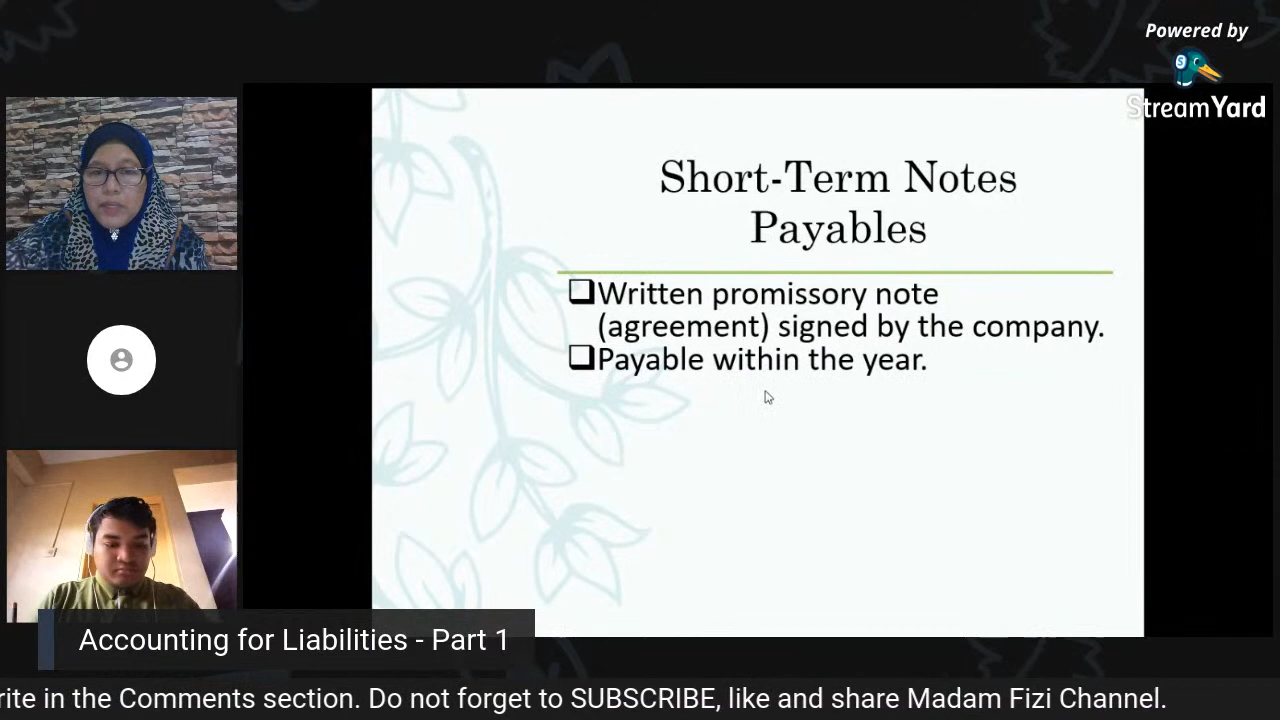 Powered by
StreamYard
Short-Term Notes
Payables
Written promissory note
(agreement) signed by the company.
Payable within the year.
Accounting for Liabilities - Part 1
in the Comments section. Do not forget to SUBSCRIBE, like and share Madam Fizi Channel.